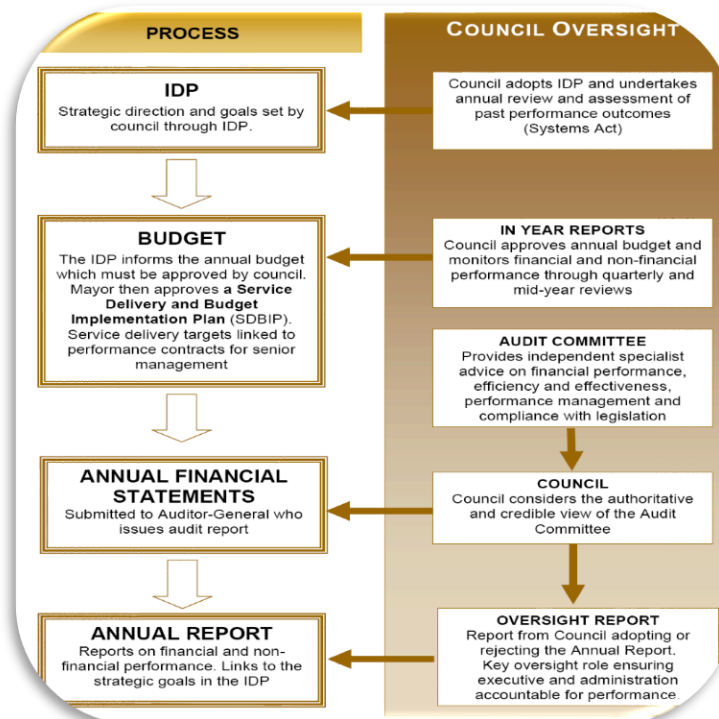 PROCESS
COUNCIL OVERSIGHT
IDP
Strategic direction and goals set by
council through IDP.
Council adopts IDP and undertakes
annual review and assessment of
past performance outcomes
(Systems Act)
BUDGET
The IDP informs the annual budget
which must be approved by council.
Mayor then approves a Service
Delivery and Budget
Implementation Plan (SDBIP).
Service delivery targets linked to
performance contracts for senior
management
IN YEAR REPORTS
Council approves annual budget and
monitors financial and non-financial
performance through quarterly and
mid-year reviews
AUDIT COMMITTEE
Provides independent specialist
advice on financial performance,
efficiency and effectiveness,
performance management and
compliance with legislation
ANNUAL FINANCIAL
STATEMENTS
Submitted to Auditor-General who
issues audit report
COUNCIL
Council considers the authoritative
and credible view of the Audit
Committee
ANNUAL REPORT
Reports on financial and non-
financial performance. Links to the
strategic goals in the IDP
OVERSIGHT REPORT
Report from Council adopting or
rejecting the Annual Report.
Key oversight role ensuring
executive and administration
accountable for performance.